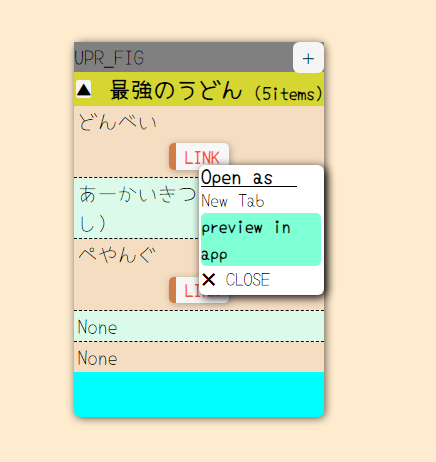 UPR_FIG +
▲ 最強のうどん (5items)
どんべい
LINK
あーかいきつ
し）
Open as
New Tab
preview in
app
✕ CLOSE
ぺやんぐ
LI
None
None